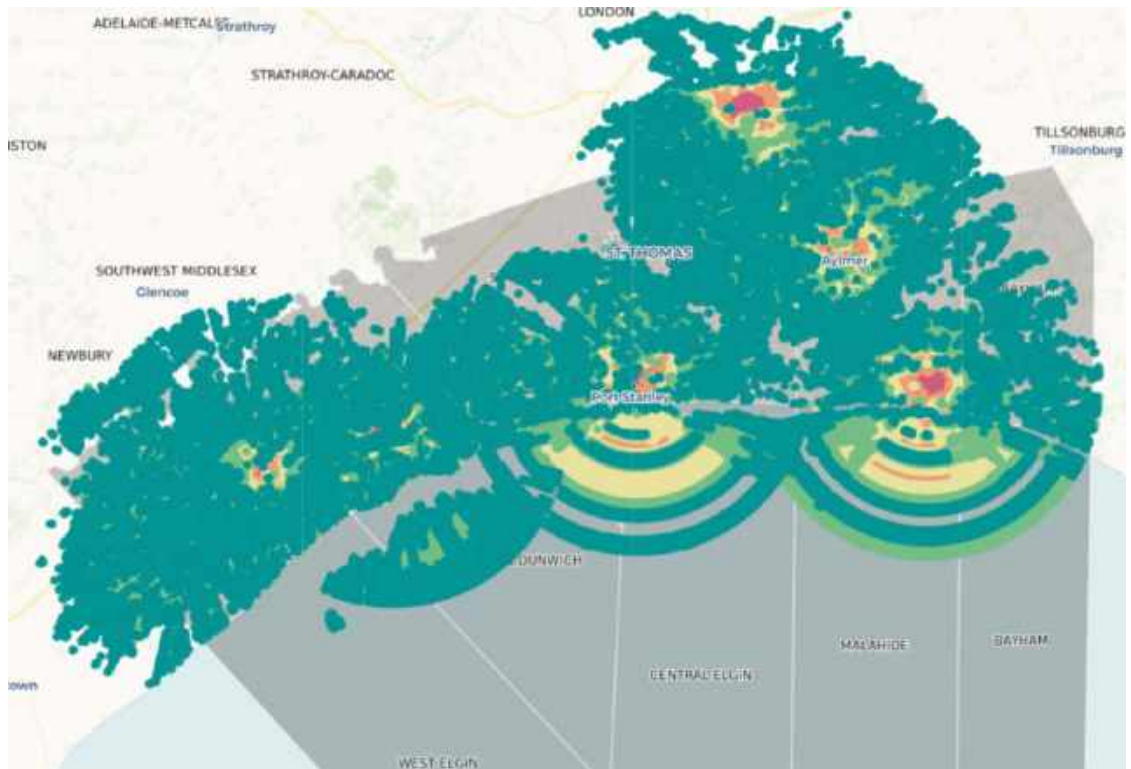 LONDON
ADELAIDE-METCALFE
Strathroy
STRATHROY-CARADOC
TILLSONBURG
Tillsonburg
ISTON
ST. THOMAS
Aylmer
SOUTHWEST MIDDLESEX
Glencoe
NEWBURY
Port Stanley
DUNWICH
BAYHAM
MALAHIDE
CENTRAL ELGIN
own
WEST ELGIN